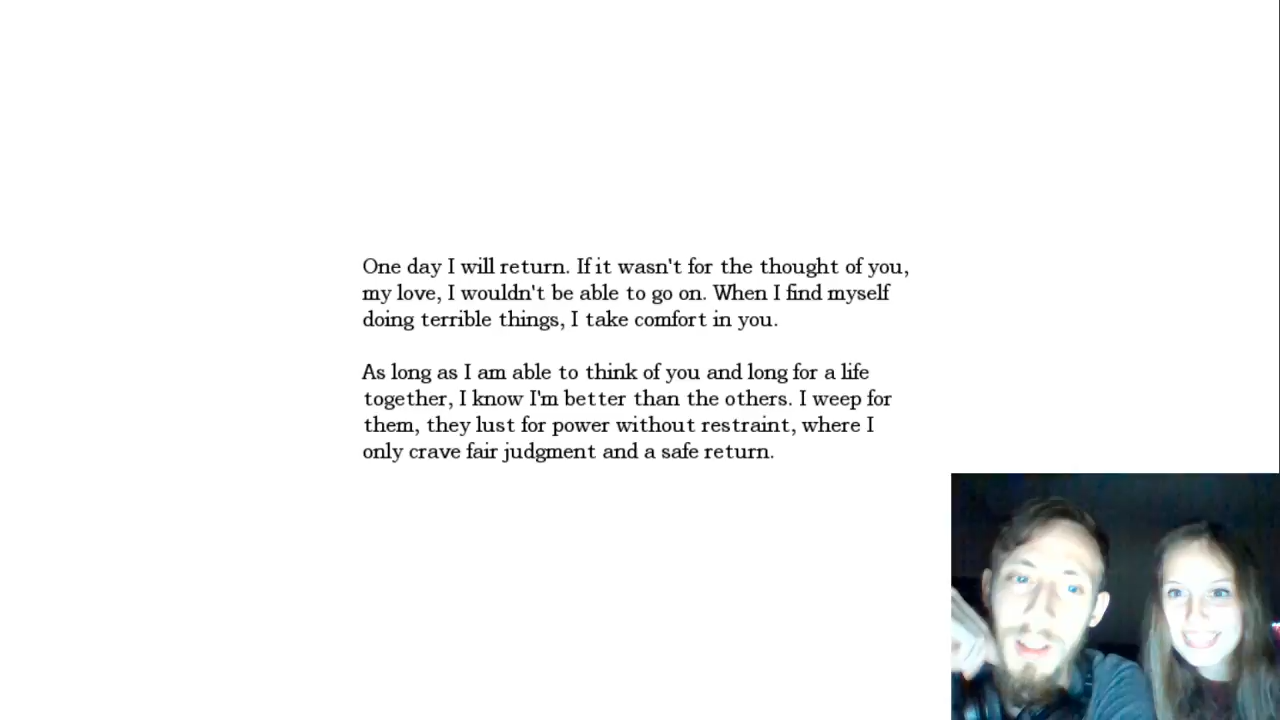 One day I will return. If it wasn't for the thought of you,
my love, I wouldn't be able to go on. When I find myself
doing terrible things, I take comfort in you.
As long as I am able to think of you and long for a life
together, I know I'm better than the others. I weep for
them, they lust for power without restraint, where I
only crave fair judgment and a safe return.